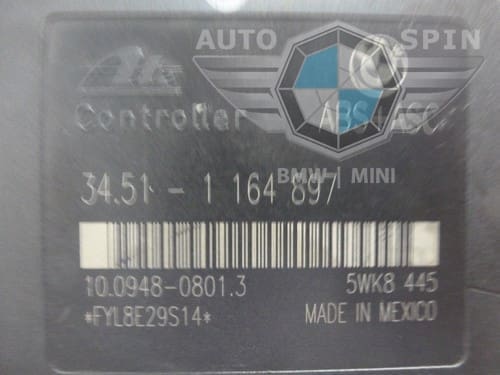 AUTO SPIN
ATE
Controller ABS+ASC
BMW | MINI
34.51 - 1 164 897
10.0948-0801.3 5WK8 445
*FYL8E29S14* MADE IN MEXICO